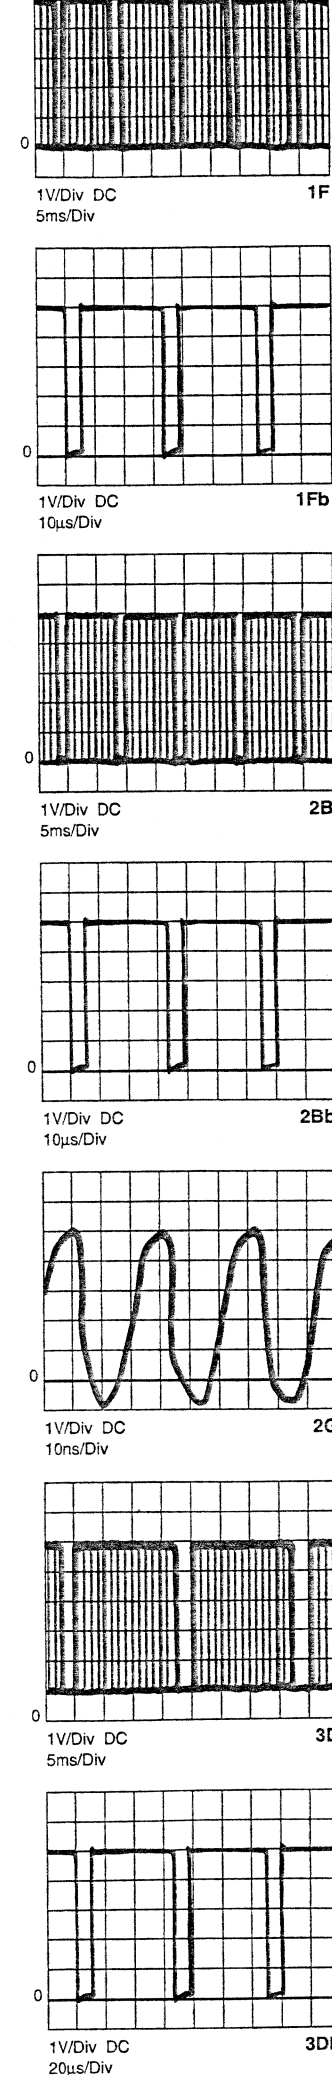 0
1V/Div DC 1F
5ms/Div
0
1V/Div DC 1Fb
10µs/Div
0
1V/Div DC 2B
5ms/Div
0
1V/Div DC 2Bb
10µs/Div
0
1V/Div DC
10ns/Div
0
1V/Div DC
5ms/Div
0
1V/Div DC
20µs/Div